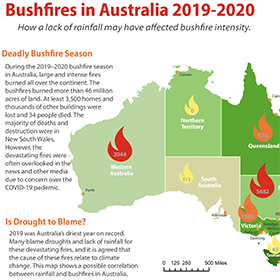 Bushfires in Australia 2019-2020
How a lack of rainfall may have affected bushfire intensity.
Deadly Bushfire Season
During the 2019–2020 bushfire season
in Australia, large and intense fires
burned all over the continent. The
bushfires burned more than 46 million
acres of land. At least 3,500 homes and
thousands of other buildings were
lost and 34 people died. The
majority of deaths and
destruction were in
New South Wales.
However, the
devastating fires were
often overlooked in the
news and other media
due to concern over the
COVID-19 pandemic.
Is Drought to Blame?
2019 was Australia's driest year on record.
Many blame droughts and lack of rainfall for
these devastating fires, and it is agreed that
the cause of these fires relate to climate
change. This map shows a possible correlation
between rainfall and bushfires in Australia,
Darwin
Northern
Territory
Queensland
2044
Western
Australia
South
Australia
5682
Perth
Adelaide
Victoria
Geelong
0 125 250 500 Miles